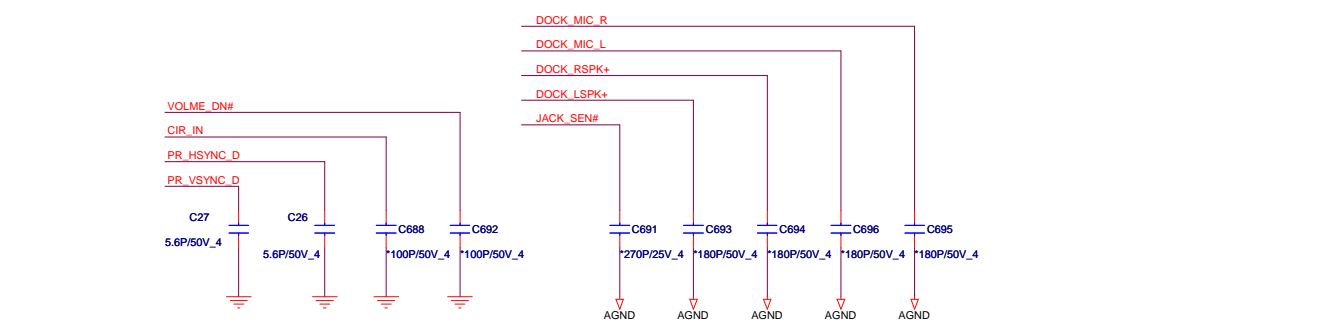 DOCK_MIC_R
DOCK_MIC_L
DOCK_RSPK+
DOCK_LSPK+
VOLME_DN#
JACK_SEN#
CIR_IN
PR_HSYNC_D
PR_VSYNC_D
C27
C26
C688
C692
C691
C693
C694
C696
C695
5.6P/50V_4
5.6P/50V_4
*100P/50V_4
*100P/50V_4
*270P/25V_4
*180P/50V_4
*180P/50V_4
*180P/50V_4
*180P/50V_4
AGND
AGND
AGND
AGND
AGND